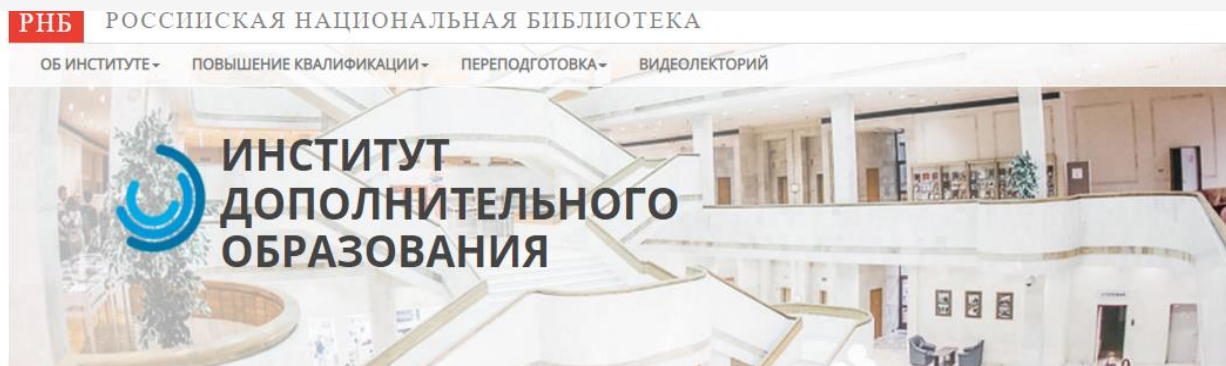 РНБ РОССИЙСКАЯ НАЦИОНАЛЬНАЯ БИБЛИОТЕКА
ОБ ИНСТИТУТЕ ПОВЫШЕНИЕ КВАЛИФИКАЦИИ ПЕРЕПОДГОТОВКА ВИДЕОЛЕКТОРИЙ
ИНСТИТУТ
ДОПОЛНИТЕЛЬНОГО
ОБРАЗОВАНИЯ